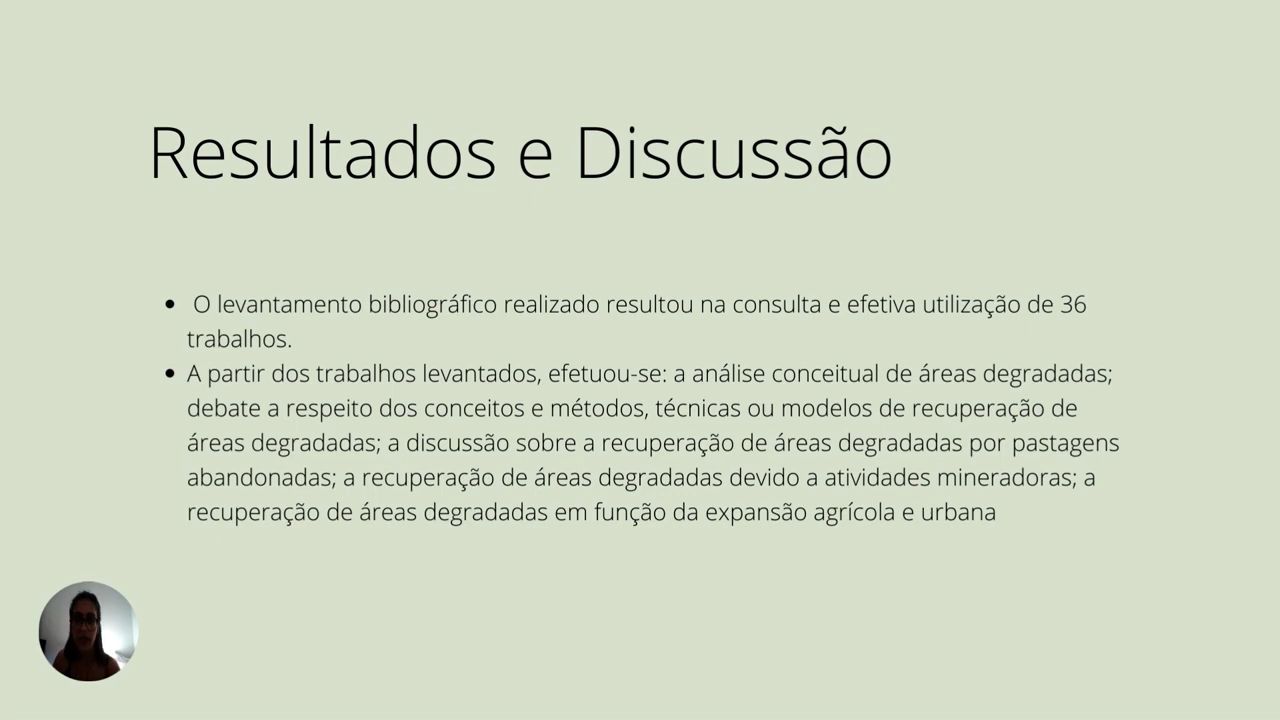 Resultados e Discussão
• O levantamento bibliográfico realizado resultou na consulta e efetiva utilização de 36
trabalhos.
• A partir dos trabalhos levantados, efetuou-se: a análise conceitual de áreas degradadas;
debate a respeito dos conceitos e métodos, técnicas ou modelos de recuperação de
áreas degradadas; a discussão sobre a recuperação de áreas degradadas por pastagens
abandonadas; a recuperação de áreas degradadas devido a atividades mineradoras; a
recuperação de áreas degradadas em função da expansão agrícola e urbana